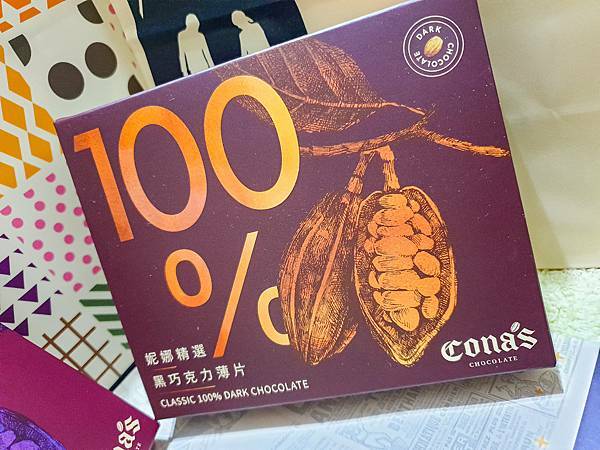 DARK
CHOCOLATE
100
%
妮娜精選
黑巧克力薄片
CLASSIC 100% DARK CHOCOLATE
cona's
CHOCOLATE